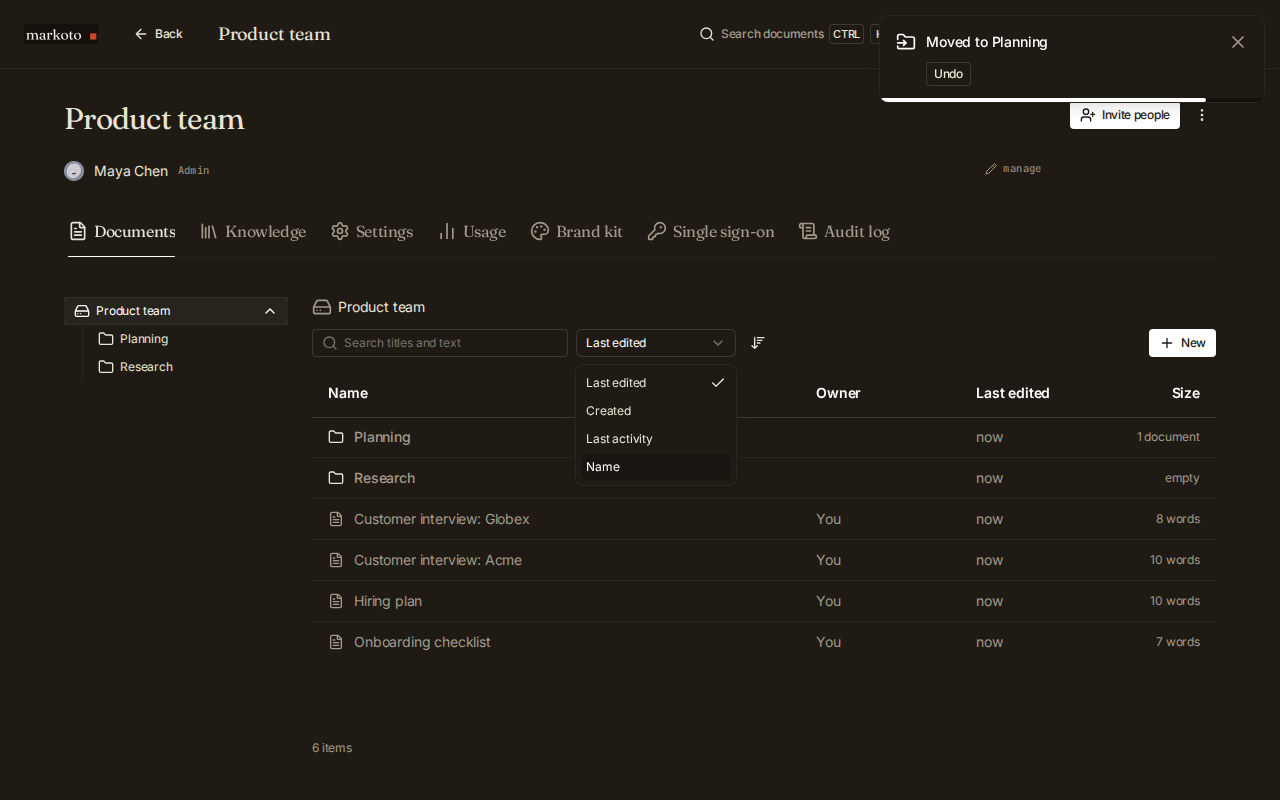 markoto
Back
Product team
Search documents
CTRL
Moved to Planning
Undo
Product team
Invite people
Maya Chen
Admin
manage
Documents
Knowledge
Settings
Usage
Brand kit
Single sign-on
Audit log
Product team
Planning
Research
Product team
Search titles and text
Last edited
New
Last edited
Created
Last activity
Name
Name
Owner
Last edited
Size
Planning
now
1 document
Research
now
empty
Customer interview: Globex
You
now
8 words
Customer interview: Acme
You
now
10 words
Hiring plan
You
now
10 words
Onboarding checklist
You
now
7 words
6 items